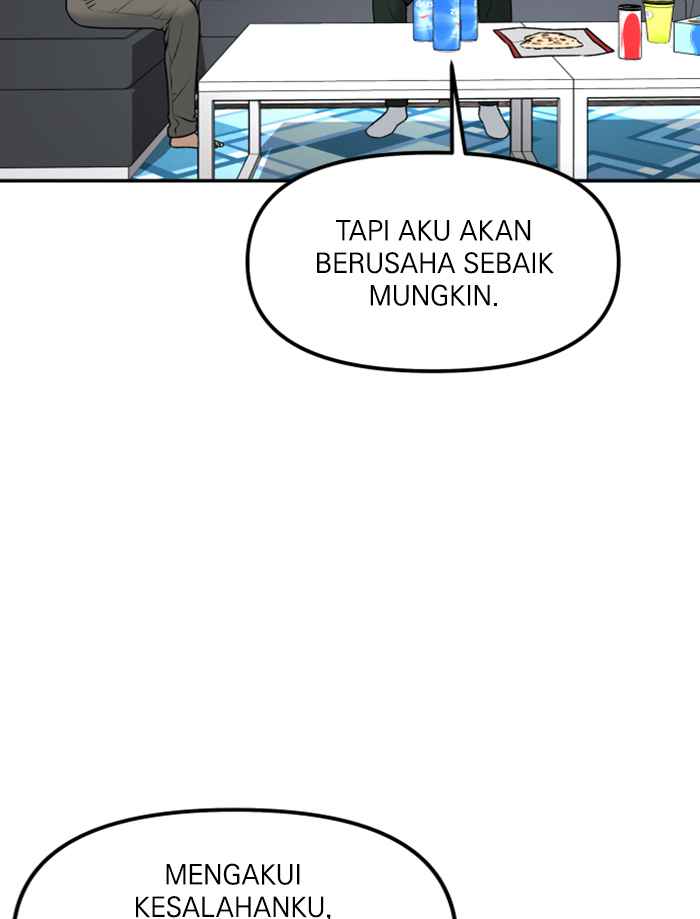 TAPI AKU AKAN
BERUSAHA SEBAIK
MUNGKIN.
MENGAKUI
KESALAHANKU,